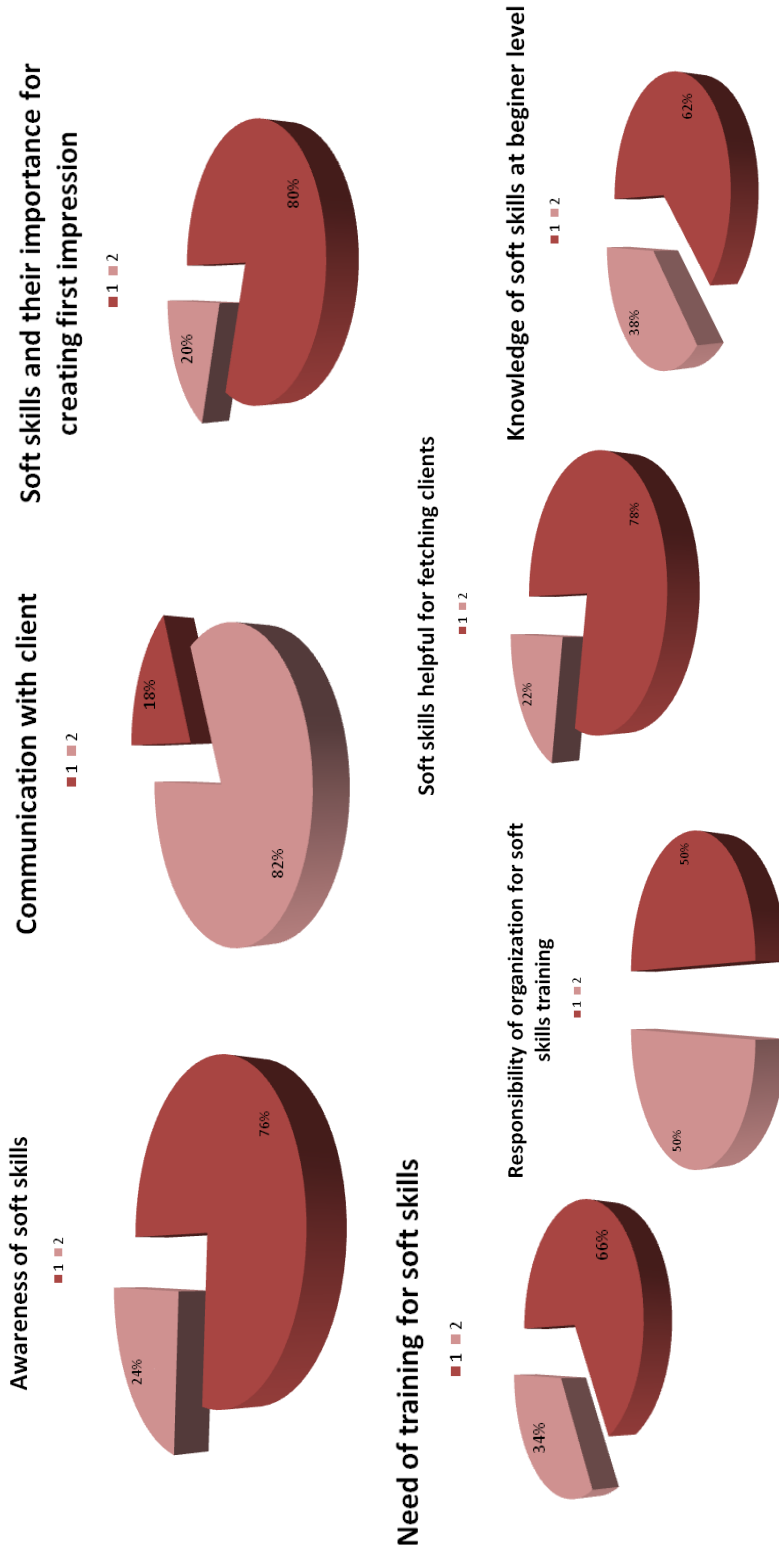 Awareness of soft skills
1 2
24%
76%
Communication with client
1 2
18%
82%
Soft skills and their importance for
creating first impression
1 2
20%
80%
Need of training for soft skills
1 2
34%
66%
Responsibility of organization for soft
skills training
1 2
50%
50%
Soft skills helpful for fetching clients
1 2
22%
78%
Knowledge of soft skills at beginer level
1 2
38%
62%